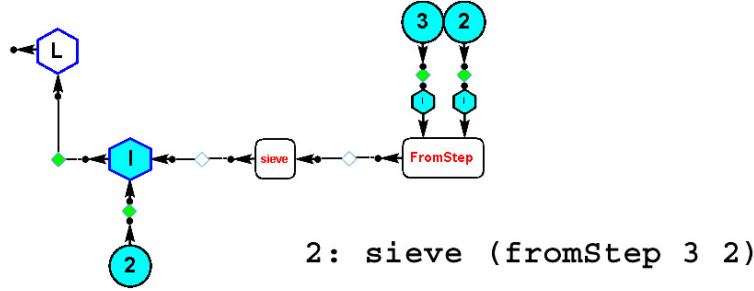 3 2
L
I I
I sieve FromStep
2
2: sieve (fromStep 3 2)